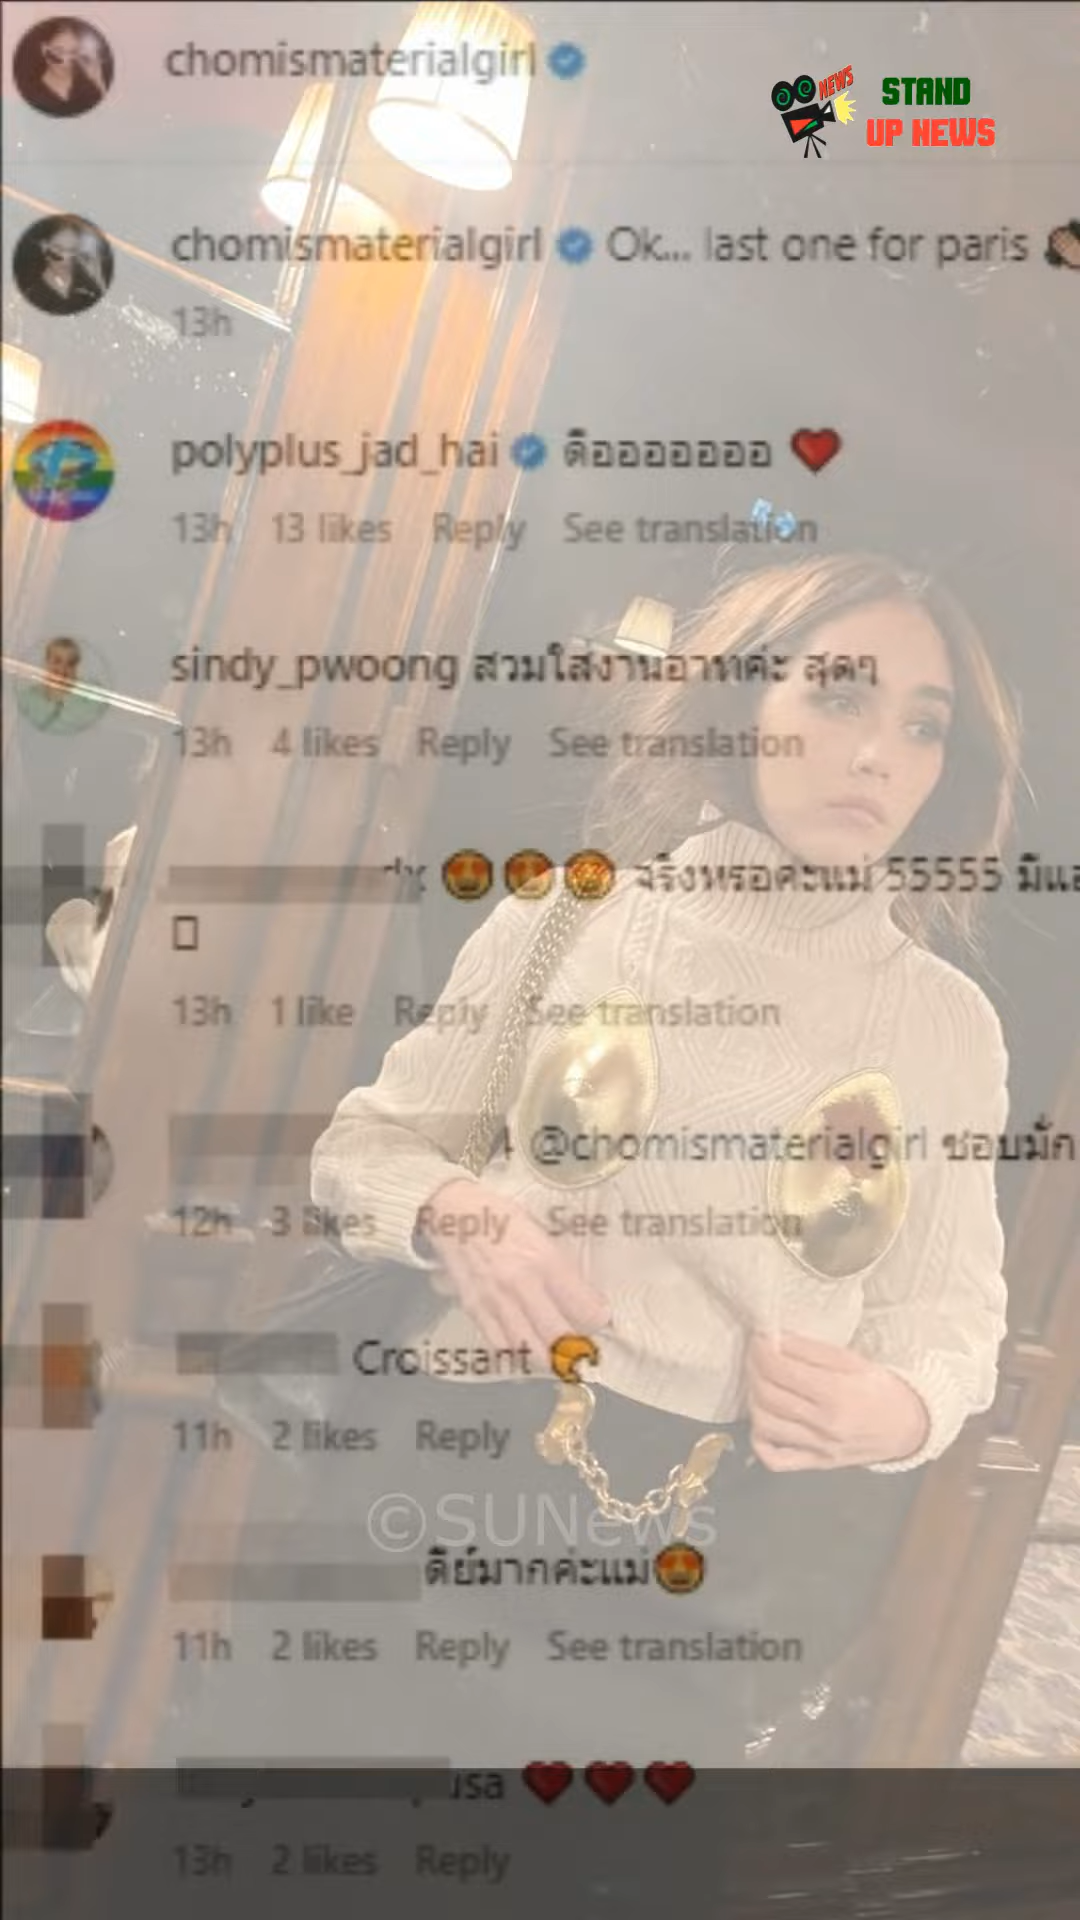 chomismaterialgirl
NEWS
STAND
UP NEWS
chomismaterialgirl Ok... last one for paris
13h
polyplus_jad_hai ดีออออออออ
13h 13 likes Reply See translation
sindy_pwoong สวมใส่งานอาทค่ะ สุดๆ
13h 4 likes Reply See translation
จริงหรอคะแม่ 55555
13h 1 like Reply See translation
@chomismaterialgirl ชอบมั่ก
12h 3 likes Reply See translation
Croissant
11h 2 likes Reply
©SUNews
ดีย์มากค่ะแม่
11h 2 likes Reply See translation
usa
13h 2 likes Reply